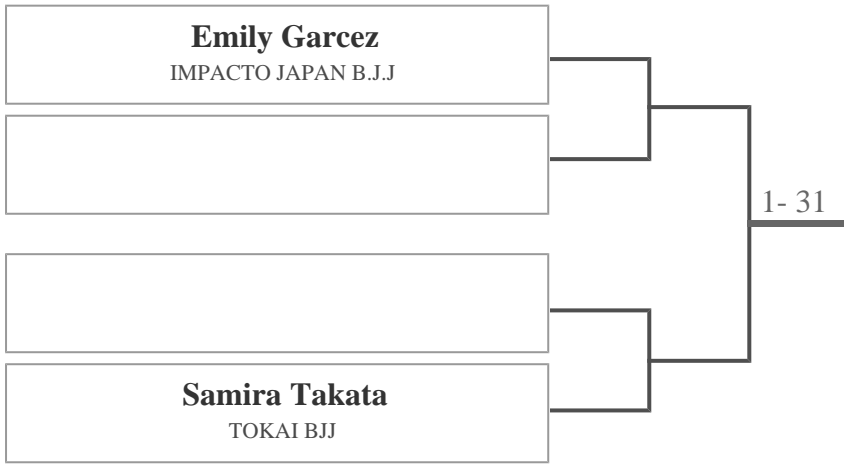 Emily Garcez
IMPACTO JAPAN B.J.J
1- 31
Samira Takata
TOKAI BJJ